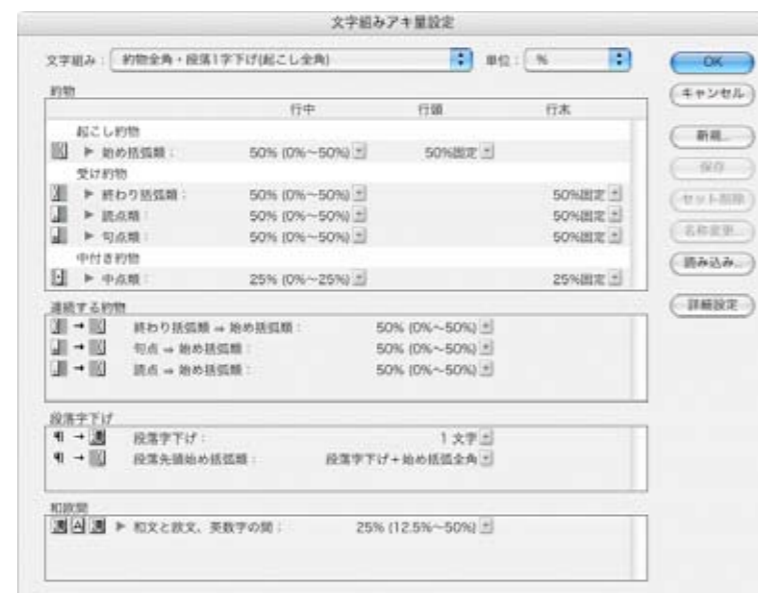 文字組みアキ量設定
文字組み： 約物全角・段落1字下げ(起こし全角) 単位： %
OK
キャンセル
新規...
保存
セット削除
名称変更...
読み込み...
詳細設定
約物
行中 行頭 行末
起こし約物
始め括弧類： 50% (0%～50%) 50%固定
受け約物
終わり括弧類： 50% (0%～50%) 50%固定
読点類： 50% (0%～50%) 50%固定
句点類： 50% (0%～50%) 50%固定
中付き約物
中点類： 25% (0%～25%) 25%固定
連続する約物
終わり括弧類 ⇒ 始め括弧類： 50% (0%～50%)
句点 ⇒ 始め括弧類： 50% (0%～50%)
読点 ⇒ 始め括弧類： 50% (0%～50%)
段落字下げ
段落字下げ： 1 文字
段落先頭始め括弧類： 段落字下げ+始め括弧全角
和欧間
和文と欧文、英数字の間： 25% (12.5%～50%)